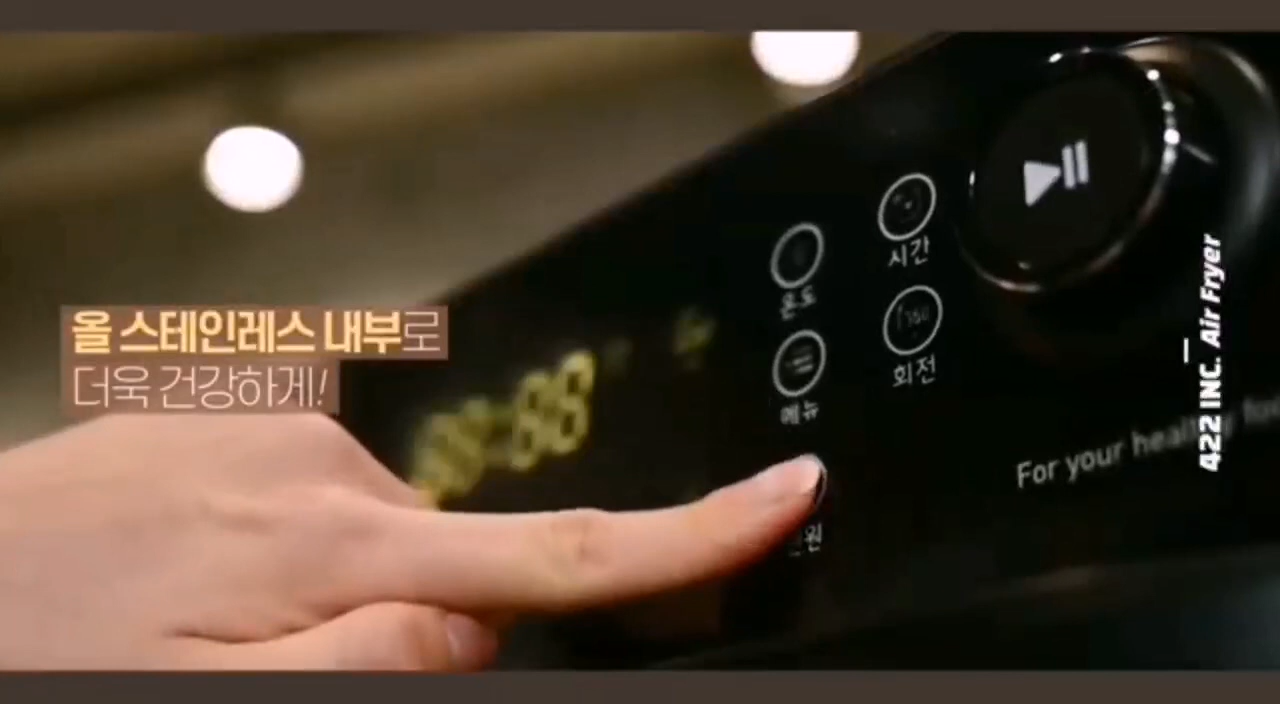 올 스테인레스 내부로
더욱 건강하게!
시간
온도
회전
메뉴
For your
422 INC. Air Fryer